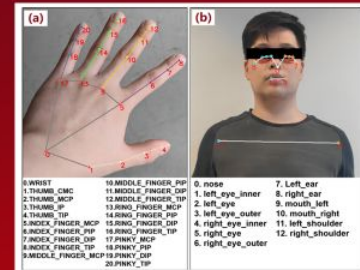 (a)
(b)
0.WRIST
1.THUMB_CMC
2.THUMB_MCP
3.THUMB_IP
4.THUMB_TIP
5.INDEX_FINGER_MCP
6.INDEX_FINGER_PIP
7.INDEX_FINGER_DIP
8.INDEX_FINGER_TIP
9.MIDDLE_FINGER_MCP
10.MIDDLE_FINGER_PIP
11.MIDDLE_FINGER_DIP
12.MIDDLE_FINGER_TIP
13.RING_FINGER_MCP
14.RING_FINGER_PIP
15.RING_FINGER_DIP
16.RING_FINGER_TIP
17.PINKY_MCP
18.PINKY_PIP
19.PINKY_DIP
20.PINKY_TIP
0. nose
1. left_eye_inner
2. left_eye
3. left_eye_outer
4. right_eye_inner
5. right_eye
6. right_eye_outer
7. Left_ear
8. right_ear
9. mouth_left
10. mouth_right
11. left_shoulder
12. right_shoulder